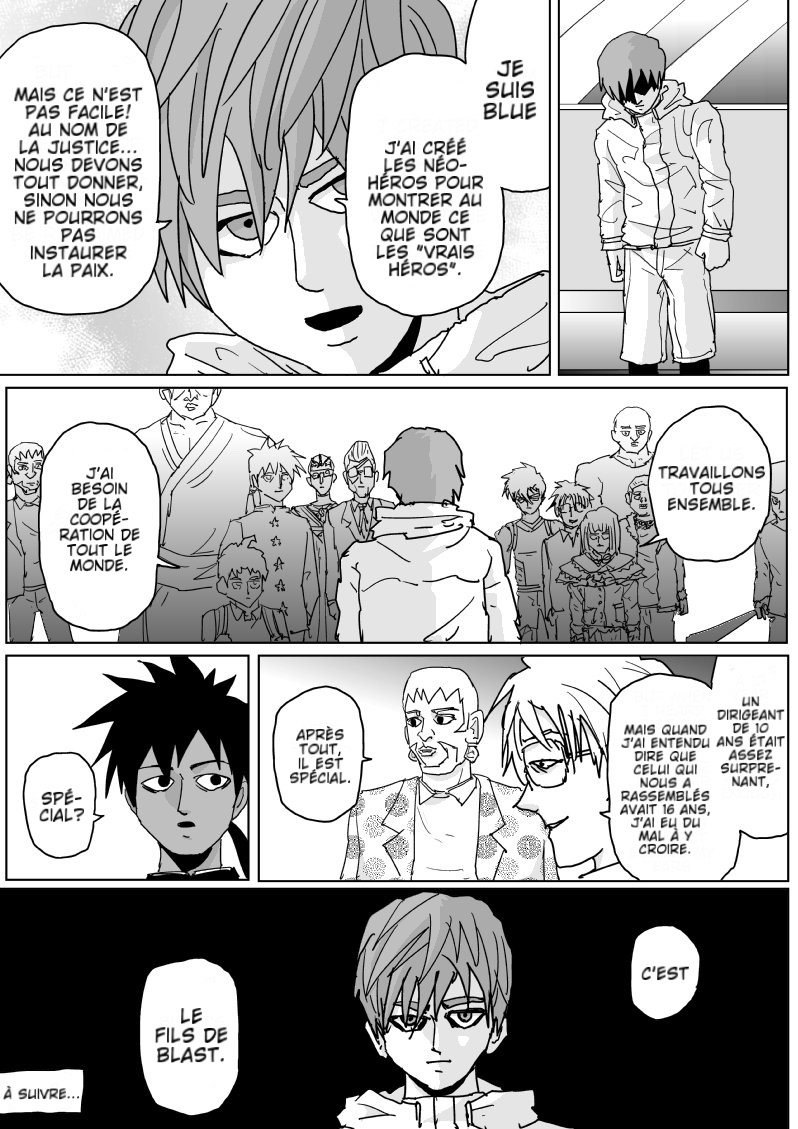 JE
SUIS
BLUE
J'AI CRÉÉ
LES NÉO-
HÉROS POUR
MONTRER AU
MONDE CE
QUE SONT
LES "VRAIS
HÉROS".
MAIS CE N'EST
PAS FACILE!
AU NOM DE
LA JUSTICE...
NOUS DEVONS
TOUT DONNER,
SINON NOUS
NE POURRONS
PAS
INSTAURER
LA PAIX.
TRAVAILLONS
TOUS
ENSEMBLE.
J'AI
BESOIN
DE LA
COOPÉ-
RATION DE
TOUT LE
MONDE.
UN
DIRIGEANT
DE 10
ANS ÉTAIT
ASSEZ
SURPRE-
NANT,
MAIS QUAND
J'AI ENTENDU
DIRE QUE
CELUI QUI
NOUS A
RASSEMBLÉS
AVAIT 16 ANS,
J'AI EU DU
MAL À Y
CROIRE.
APRÈS
TOUT,
IL EST
SPÉCIAL.
SPÉ-
CIAL?
C'EST
LE
FILS DE
BLAST.
À SUIVRE...